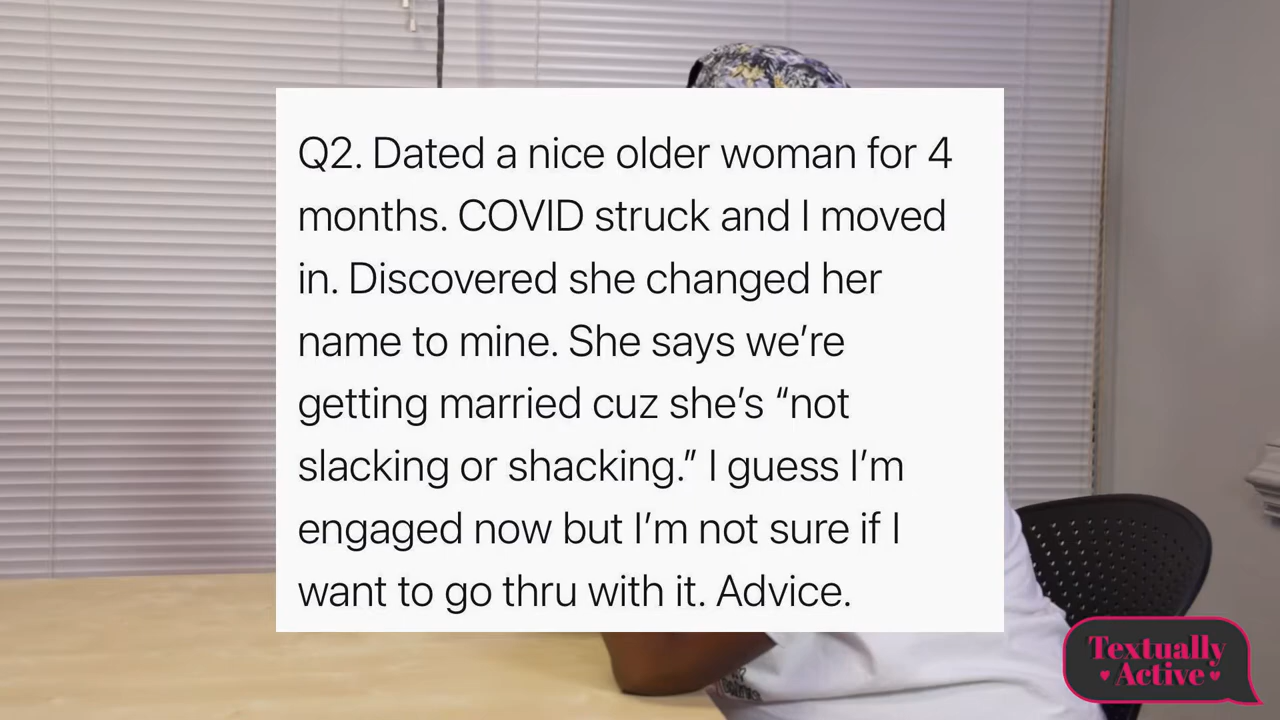 Q2. Dated a nice older woman for 4
months. COVID struck and I moved
in. Discovered she changed her
name to mine. She says we’re
getting married cuz she’s “not
slacking or shacking.” I guess I’m
engaged now but I’m not sure if I
want to go thru with it. Advice.
Textually
Active